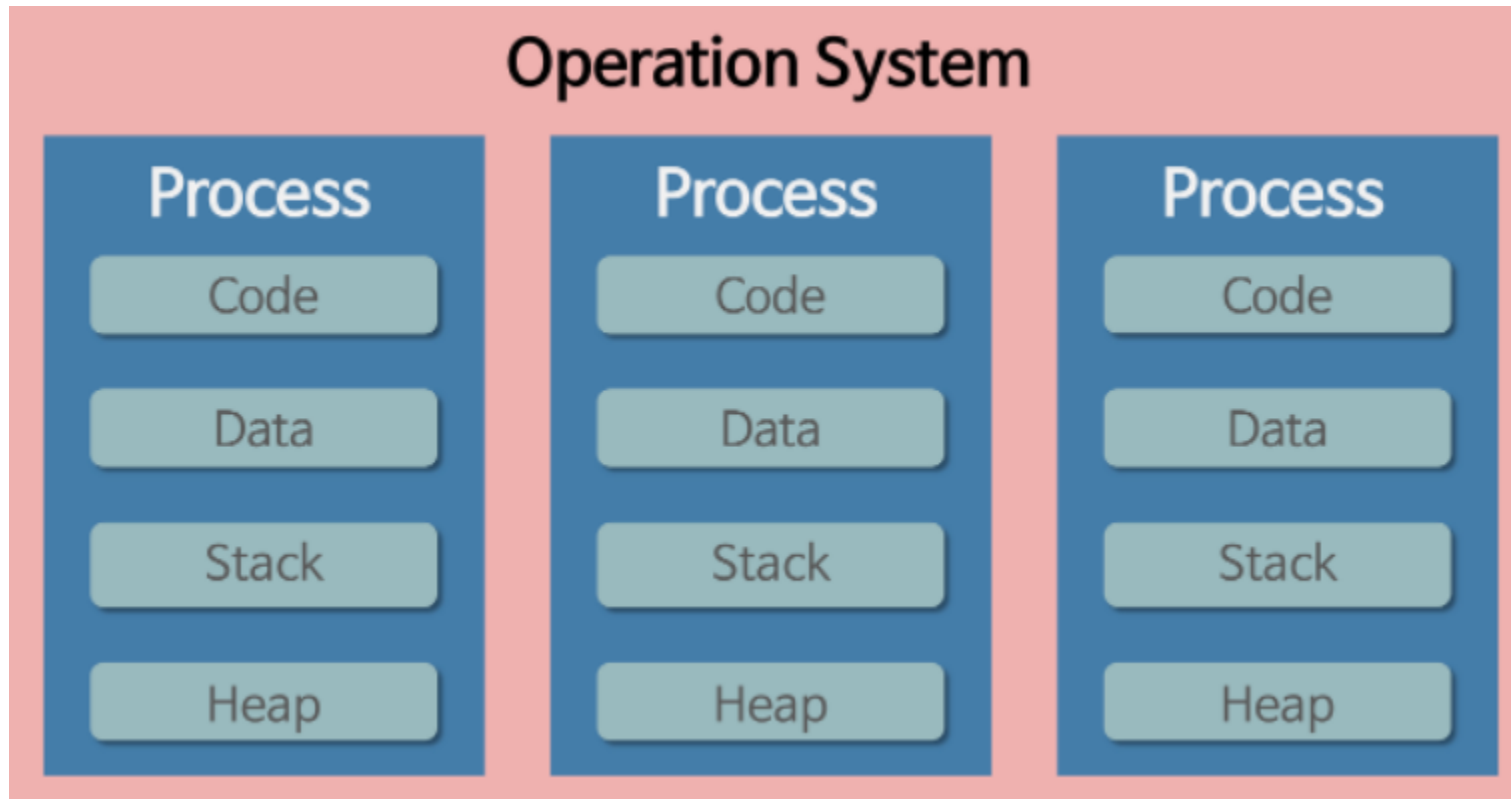 Operation System
Process
Code
Data
Stack
Heap
Process
Code
Data
Stack
Heap
Process
Code
Data
Stack
Heap